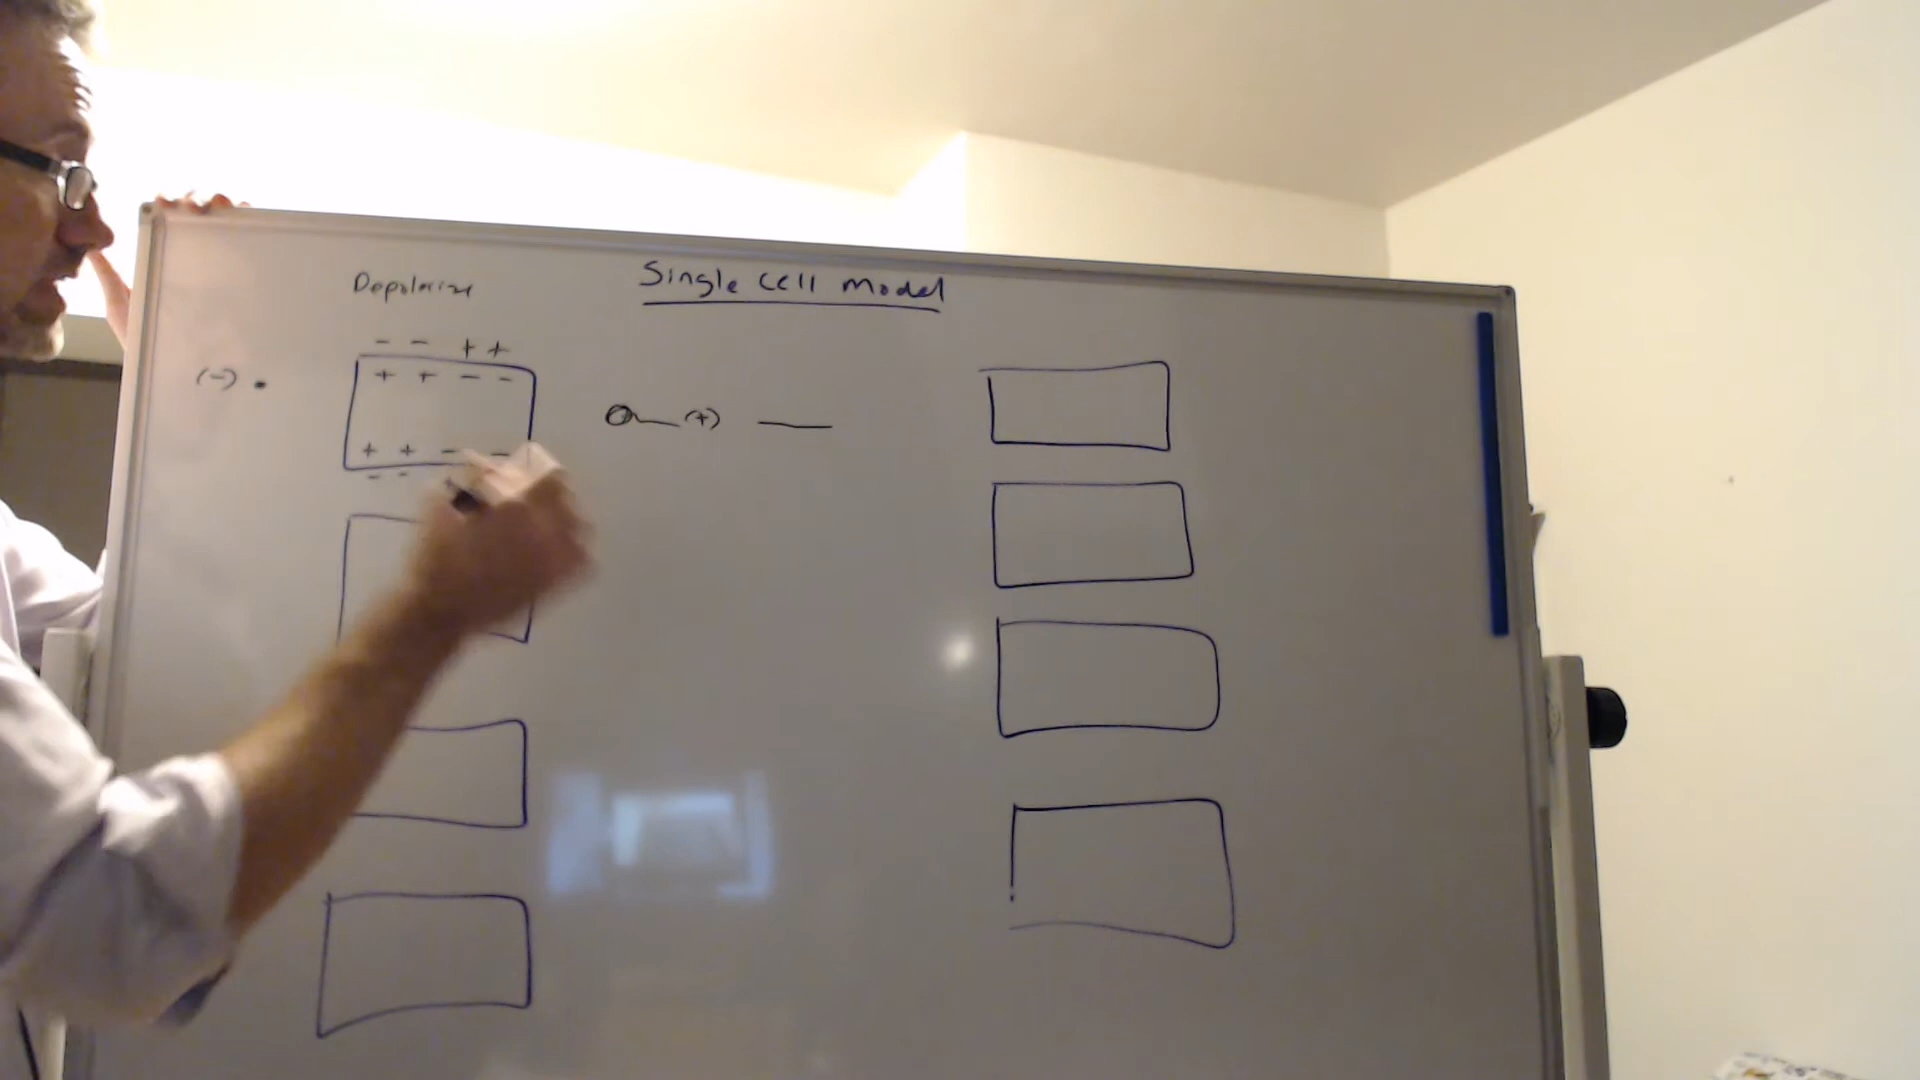 Single Cell Model
Depolarize
- - + +
+ + - -
(-) .
(+)
+ + - -
- -